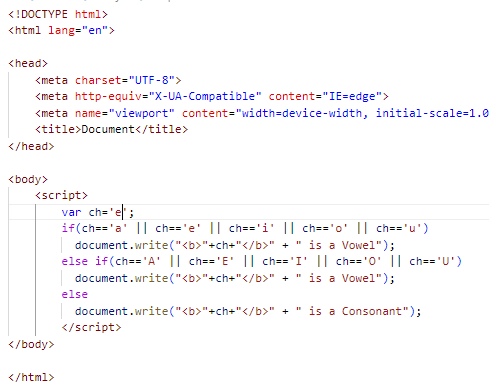 <!DOCTYPE html>
<html lang="en">
<head>
<meta charset="UTF-8">
<meta http-equiv="X-UA-Compatible" content="IE=edge">
<meta name="viewport" content="width=device-width, initial-scale=1.0
<title>Document</title>
</head>
<body>
<script>
var ch='e';
if(ch=='a' || ch=='e' || ch=='i' || ch=='o' || ch=='u')
document.write("<b>"+ch+"</b>" + " is a Vowel");
else if(ch=='A' || ch=='E' || ch=='I' || ch=='O' || ch=='U')
document.write("<b>"+ch+"</b>" + " is a Vowel");
else
document.write("<b>"+ch+"</b>" + " is a Consonant");
</script>
</body>
</html>